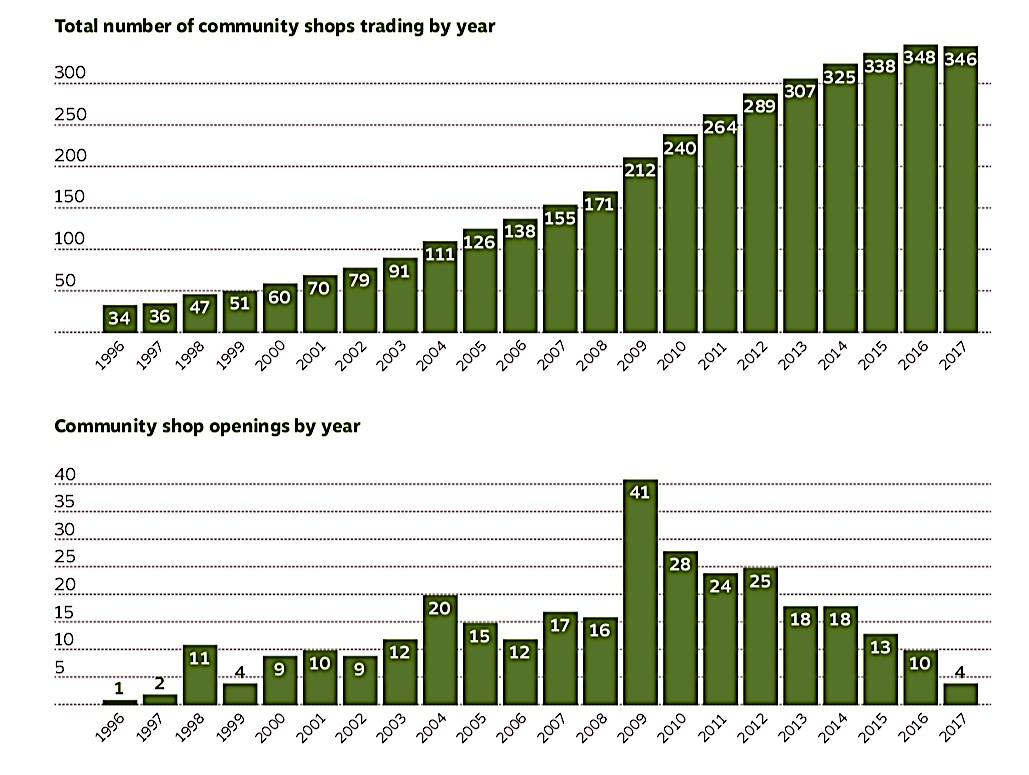 Total number of community shops trading by year
300
250
200
150
100
50
34 36 47 51 60 70 79 91 111 126 138 155 171 212 240 264 289 307 325 338 348 346
1996 1997 1998 1999 2000 2001 2002 2003 2004 2005 2006 2007 2008 2009 2010 2011 2012 2013 2014 2015 2016 2017
Community shop openings by year
40
35
30
25
20
15
10
5
1 2 11 4 9 10 9 12 20 15 12 17 16 41 28 24 25 18 18 13 10 4
1996 1997 1998 1999 2000 2001 2002 2003 2004 2005 2006 2007 2008 2009 2010 2011 2012 2013 2014 2015 2016 2017